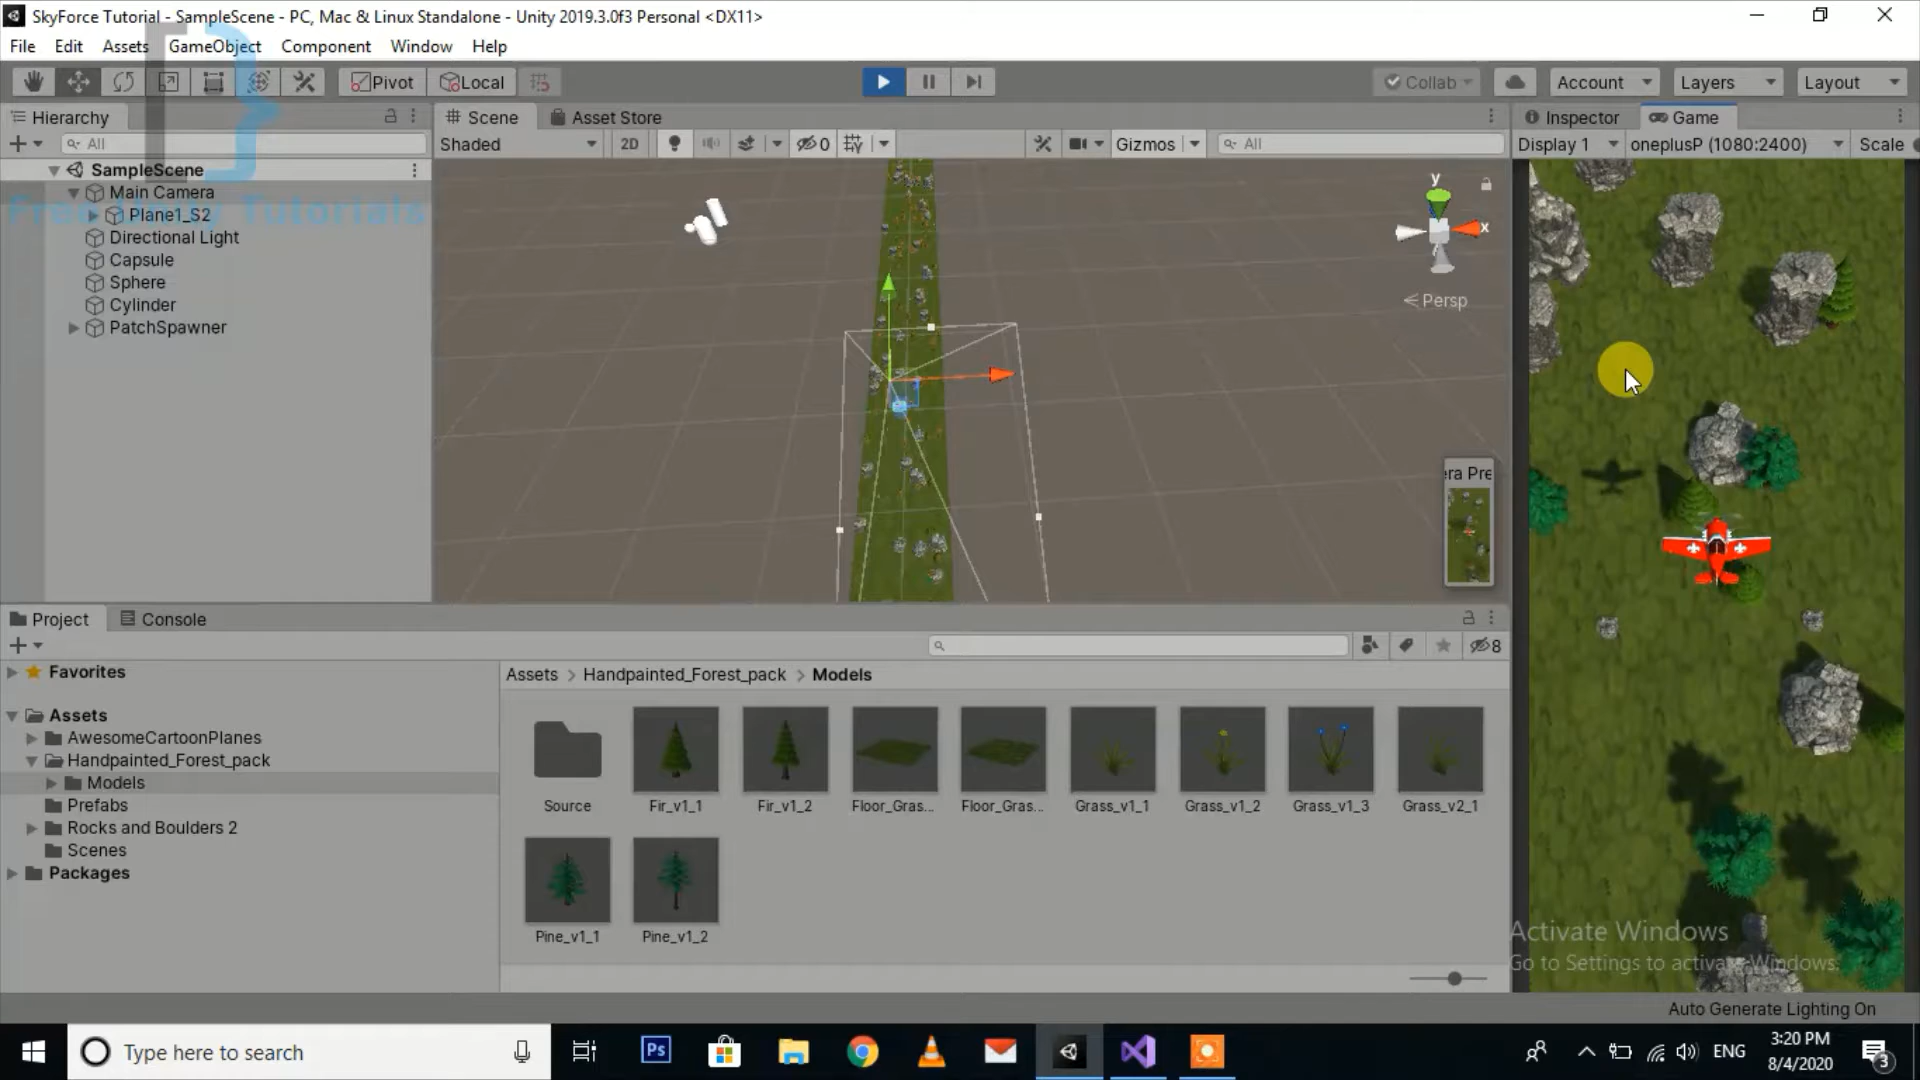 SkyForce Tutorial - SampleScene - PC, Mac & Linux Standalone - Unity 2019.3.0f3 Personal <DX11>
File Edit Assets GameObject Component Window Help
Pivot Local Collab Account Layers Layout
Hierarchy Scene Asset Store Inspector Game
All Shaded 2D 0 Gizmos All Display 1 oneplusP (1080:2400) Scale
SampleScene
Main Camera
Free Unity Tutorials
Plane1_S2
Directional Light
Capsule
Sphere
Cylinder
PatchSpawner
y
x
Persp
era Pre
Project Console
8
Favorites
Assets > Handpainted_Forest_pack > Models
Assets
AwesomeCartoonPlanes
Handpainted_Forest_pack
Models
Prefabs
Rocks and Boulders 2
Scenes
Packages
Source Fir_v1_1 Fir_v1_2 Floor_Gras... Floor_Gras... Grass_v1_1 Grass_v1_2 Grass_v1_3 Grass_v2_1
Pine_v1_1 Pine_v1_2
Activate Windows
Go to Settings to activate Windows.
Auto Generate Lighting On
Type here to search
Ps
ENG
3:20 PM
8/4/2020
3